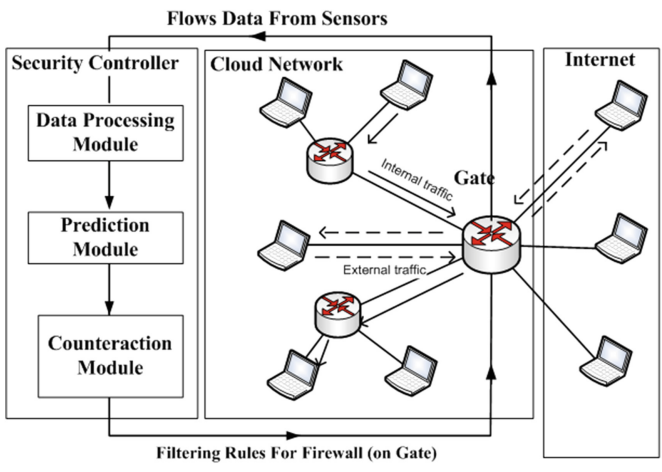 Flows Data From Sensors
Security Controller
Data Processing
Module
Prediction
Module
Counteraction
Module
Cloud Network
Internal traffic
Gate
External traffic
Internet
Filtering Rules For Firewall (on Gate)